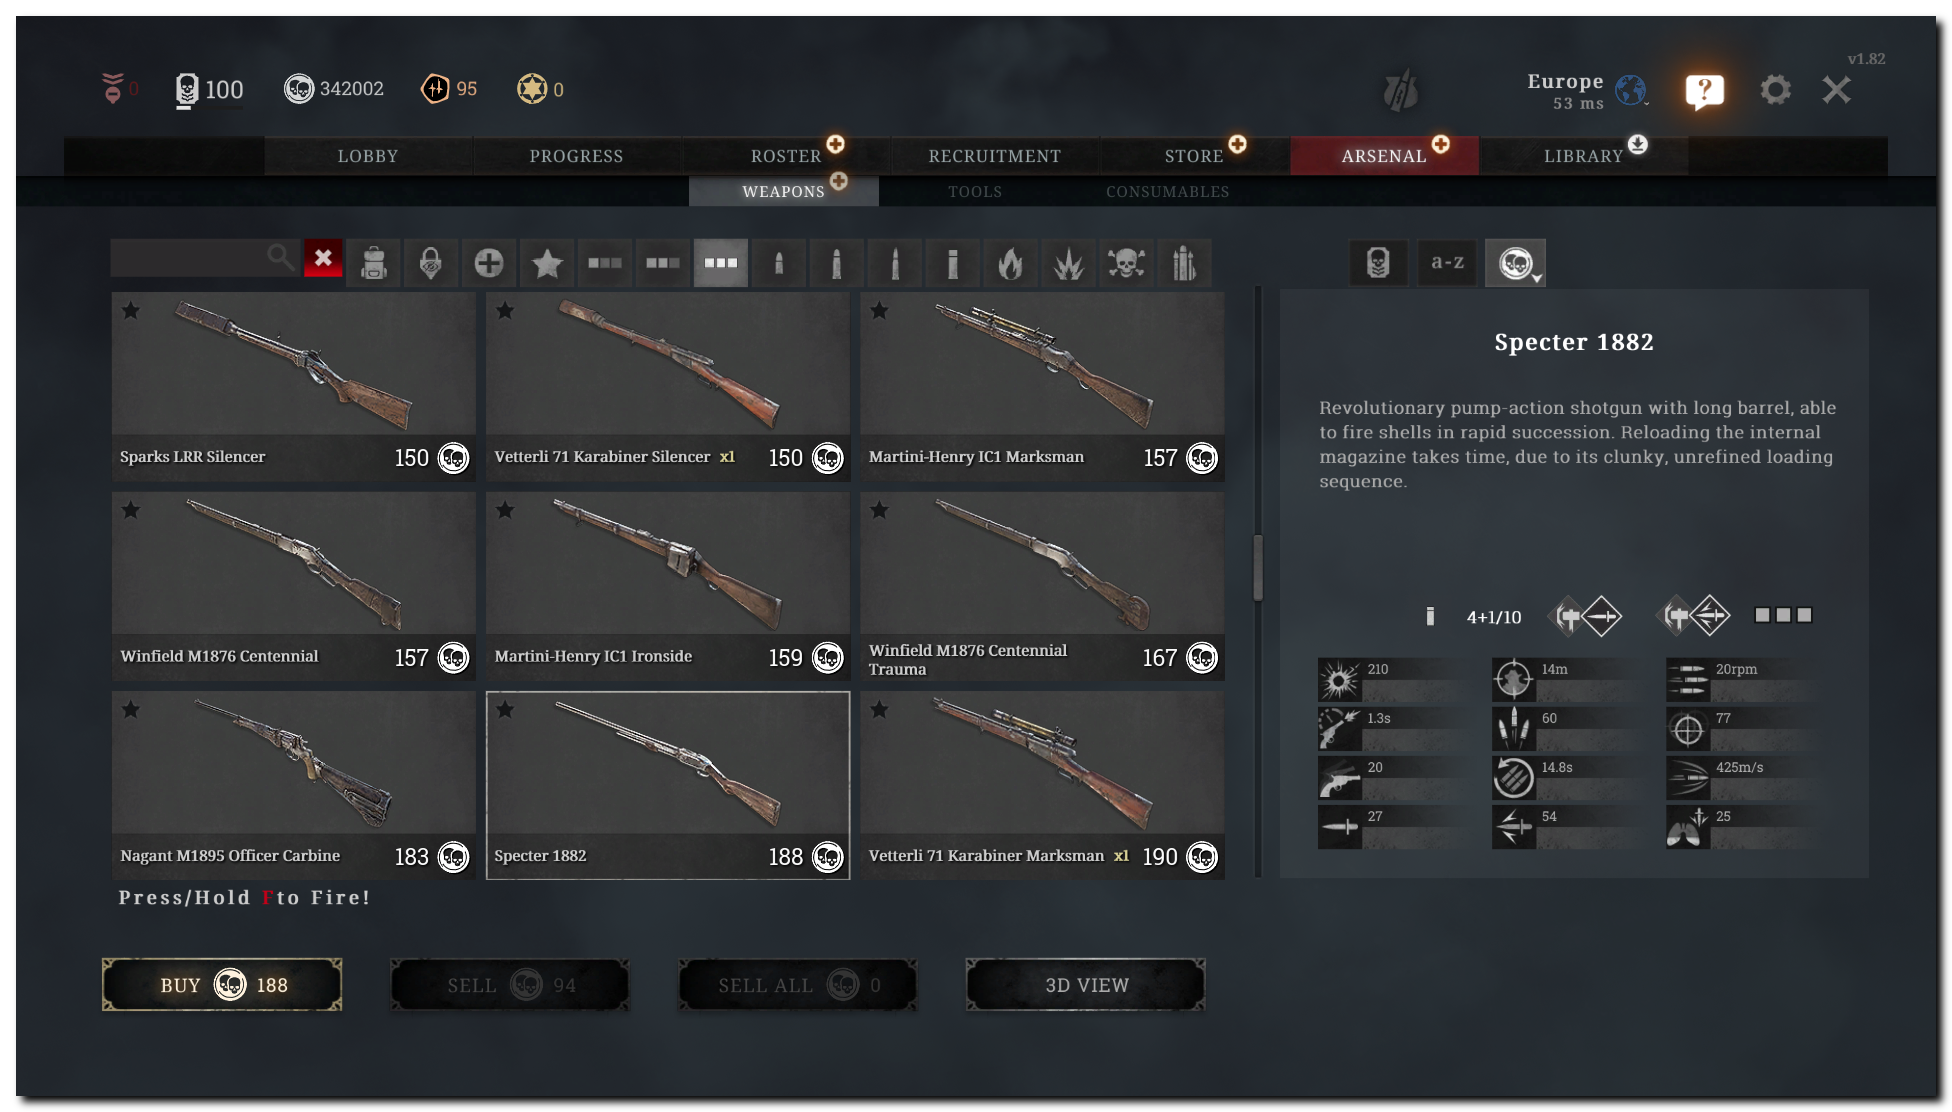 v1.82
0
100
342002
95
0
Europe
53 ms
?
LOBBY
PROGRESS
ROSTER
RECRUITMENT
STORE
ARSENAL
LIBRARY
WEAPONS
TOOLS
CONSUMABLES
a-z
Sparks LRR Silencer 150
Vetterli 71 Karabiner Silencer x1 150
Martini-Henry IC1 Marksman 157
Winfield M1876 Centennial 157
Martini-Henry IC1 Ironside 159
Winfield M1876 Centennial
Trauma 167
Nagant M1895 Officer Carbine 183
Specter 1882 188
Vetterli 71 Karabiner Marksman x1 190
Press/Hold F to Fire!
BUY 188
SELL 94
SELL ALL 0
3D VIEW
Specter 1882
Revolutionary pump-action shotgun with long barrel, able
to fire shells in rapid succession. Reloading the internal
magazine takes time, due to its clunky, unrefined loading
sequence.
4+1/10
210
14m
20rpm
1.3s
60
77
20
14.8s
425m/s
27
54
25